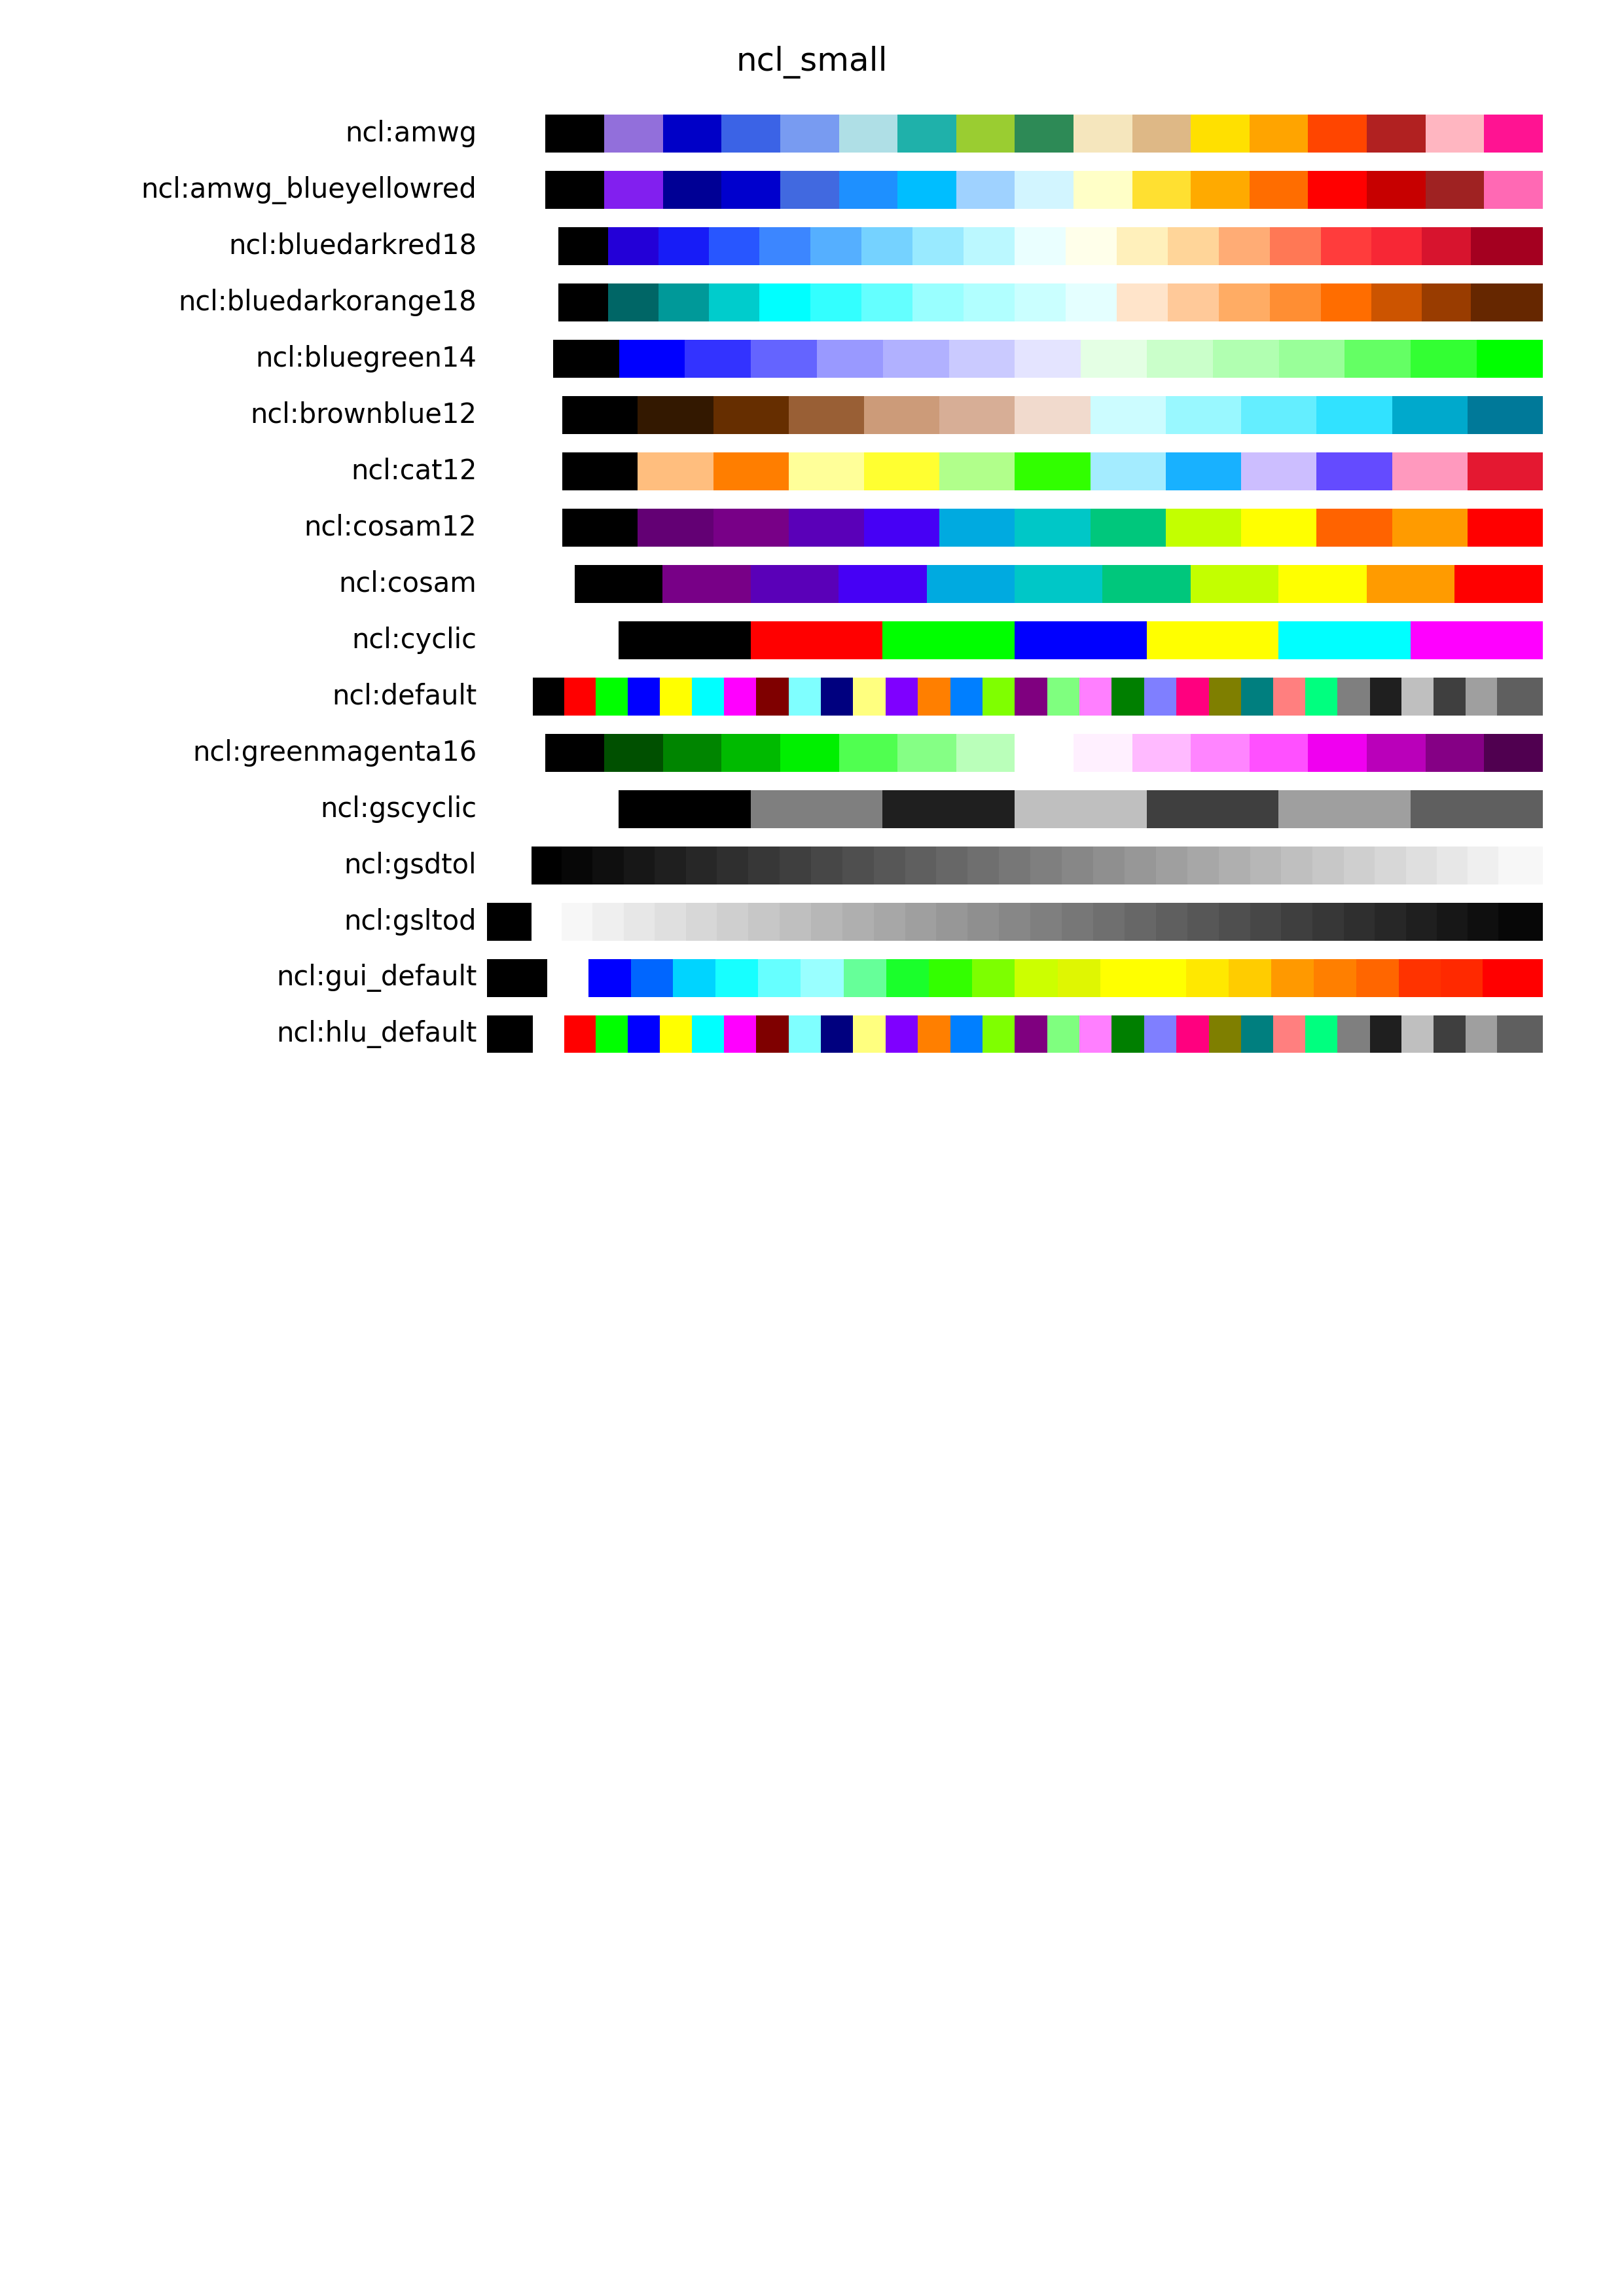 ncl_small
ncl:amwg
ncl:amwg_blueyellowred
ncl:bluedarkred18
ncl:bluedarkorange18
ncl:bluegreen14
ncl:brownblue12
ncl:cat12
ncl:cosam12
ncl:cosam
ncl:cyclic
ncl:default
ncl:greenmagenta16
ncl:gscyclic
ncl:gsdtol
ncl:gsltod
ncl:gui_default
ncl:hlu_default